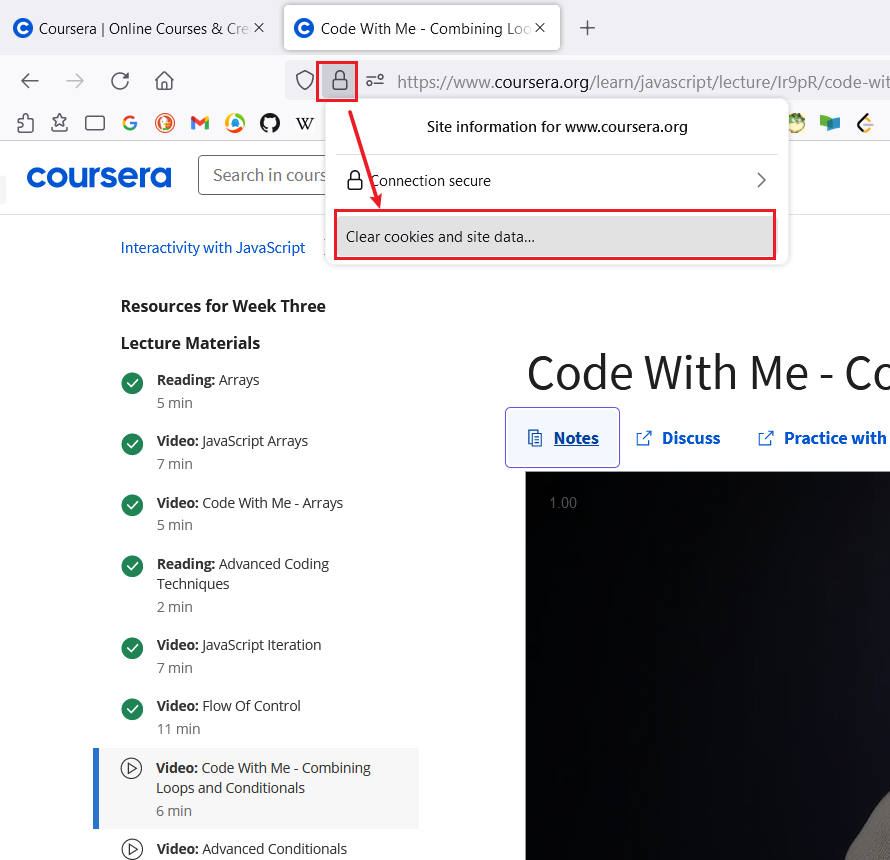 Coursera | Online Courses & Cre
Code With Me - Combining Loo
https://www.coursera.org/learn/javascript/lecture/Ir9pR/code-wit
G
W
Site information for www.coursera.org
Connection secure
Clear cookies and site data...
coursera
Search in cours
Interactivity with JavaScript
Resources for Week Three
Lecture Materials
Reading: Arrays
5 min
Video: JavaScript Arrays
7 min
Video: Code With Me - Arrays
5 min
Reading: Advanced Coding
Techniques
2 min
Video: JavaScript Iteration
7 min
Video: Flow Of Control
11 min
Video: Code With Me - Combining
Loops and Conditionals
6 min
Video: Advanced Conditionals
Code With Me - Co
Notes
Discuss
Practice with
1.00